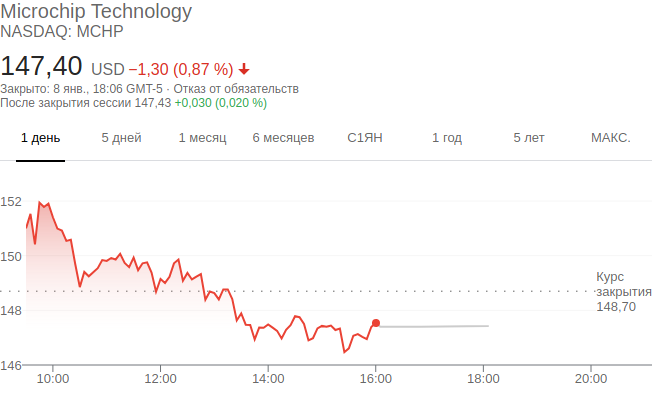 Microchip Technology
NASDAQ: MCHP
147,40 USD −1,30 (0,87 %)
Закрыто: 8 янв., 18:06 GMT-5 · Отказ от обязательств
После закрытия сессии 147,43 +0,030 (0,020 %)
1 день 5 дней 1 месяц 6 месяцев С1ЯН 1 год 5 лет МАКС.
152
150
Курс
закрытия
148,70
148
146
10:00 12:00 14:00 16:00 18:00 20:00